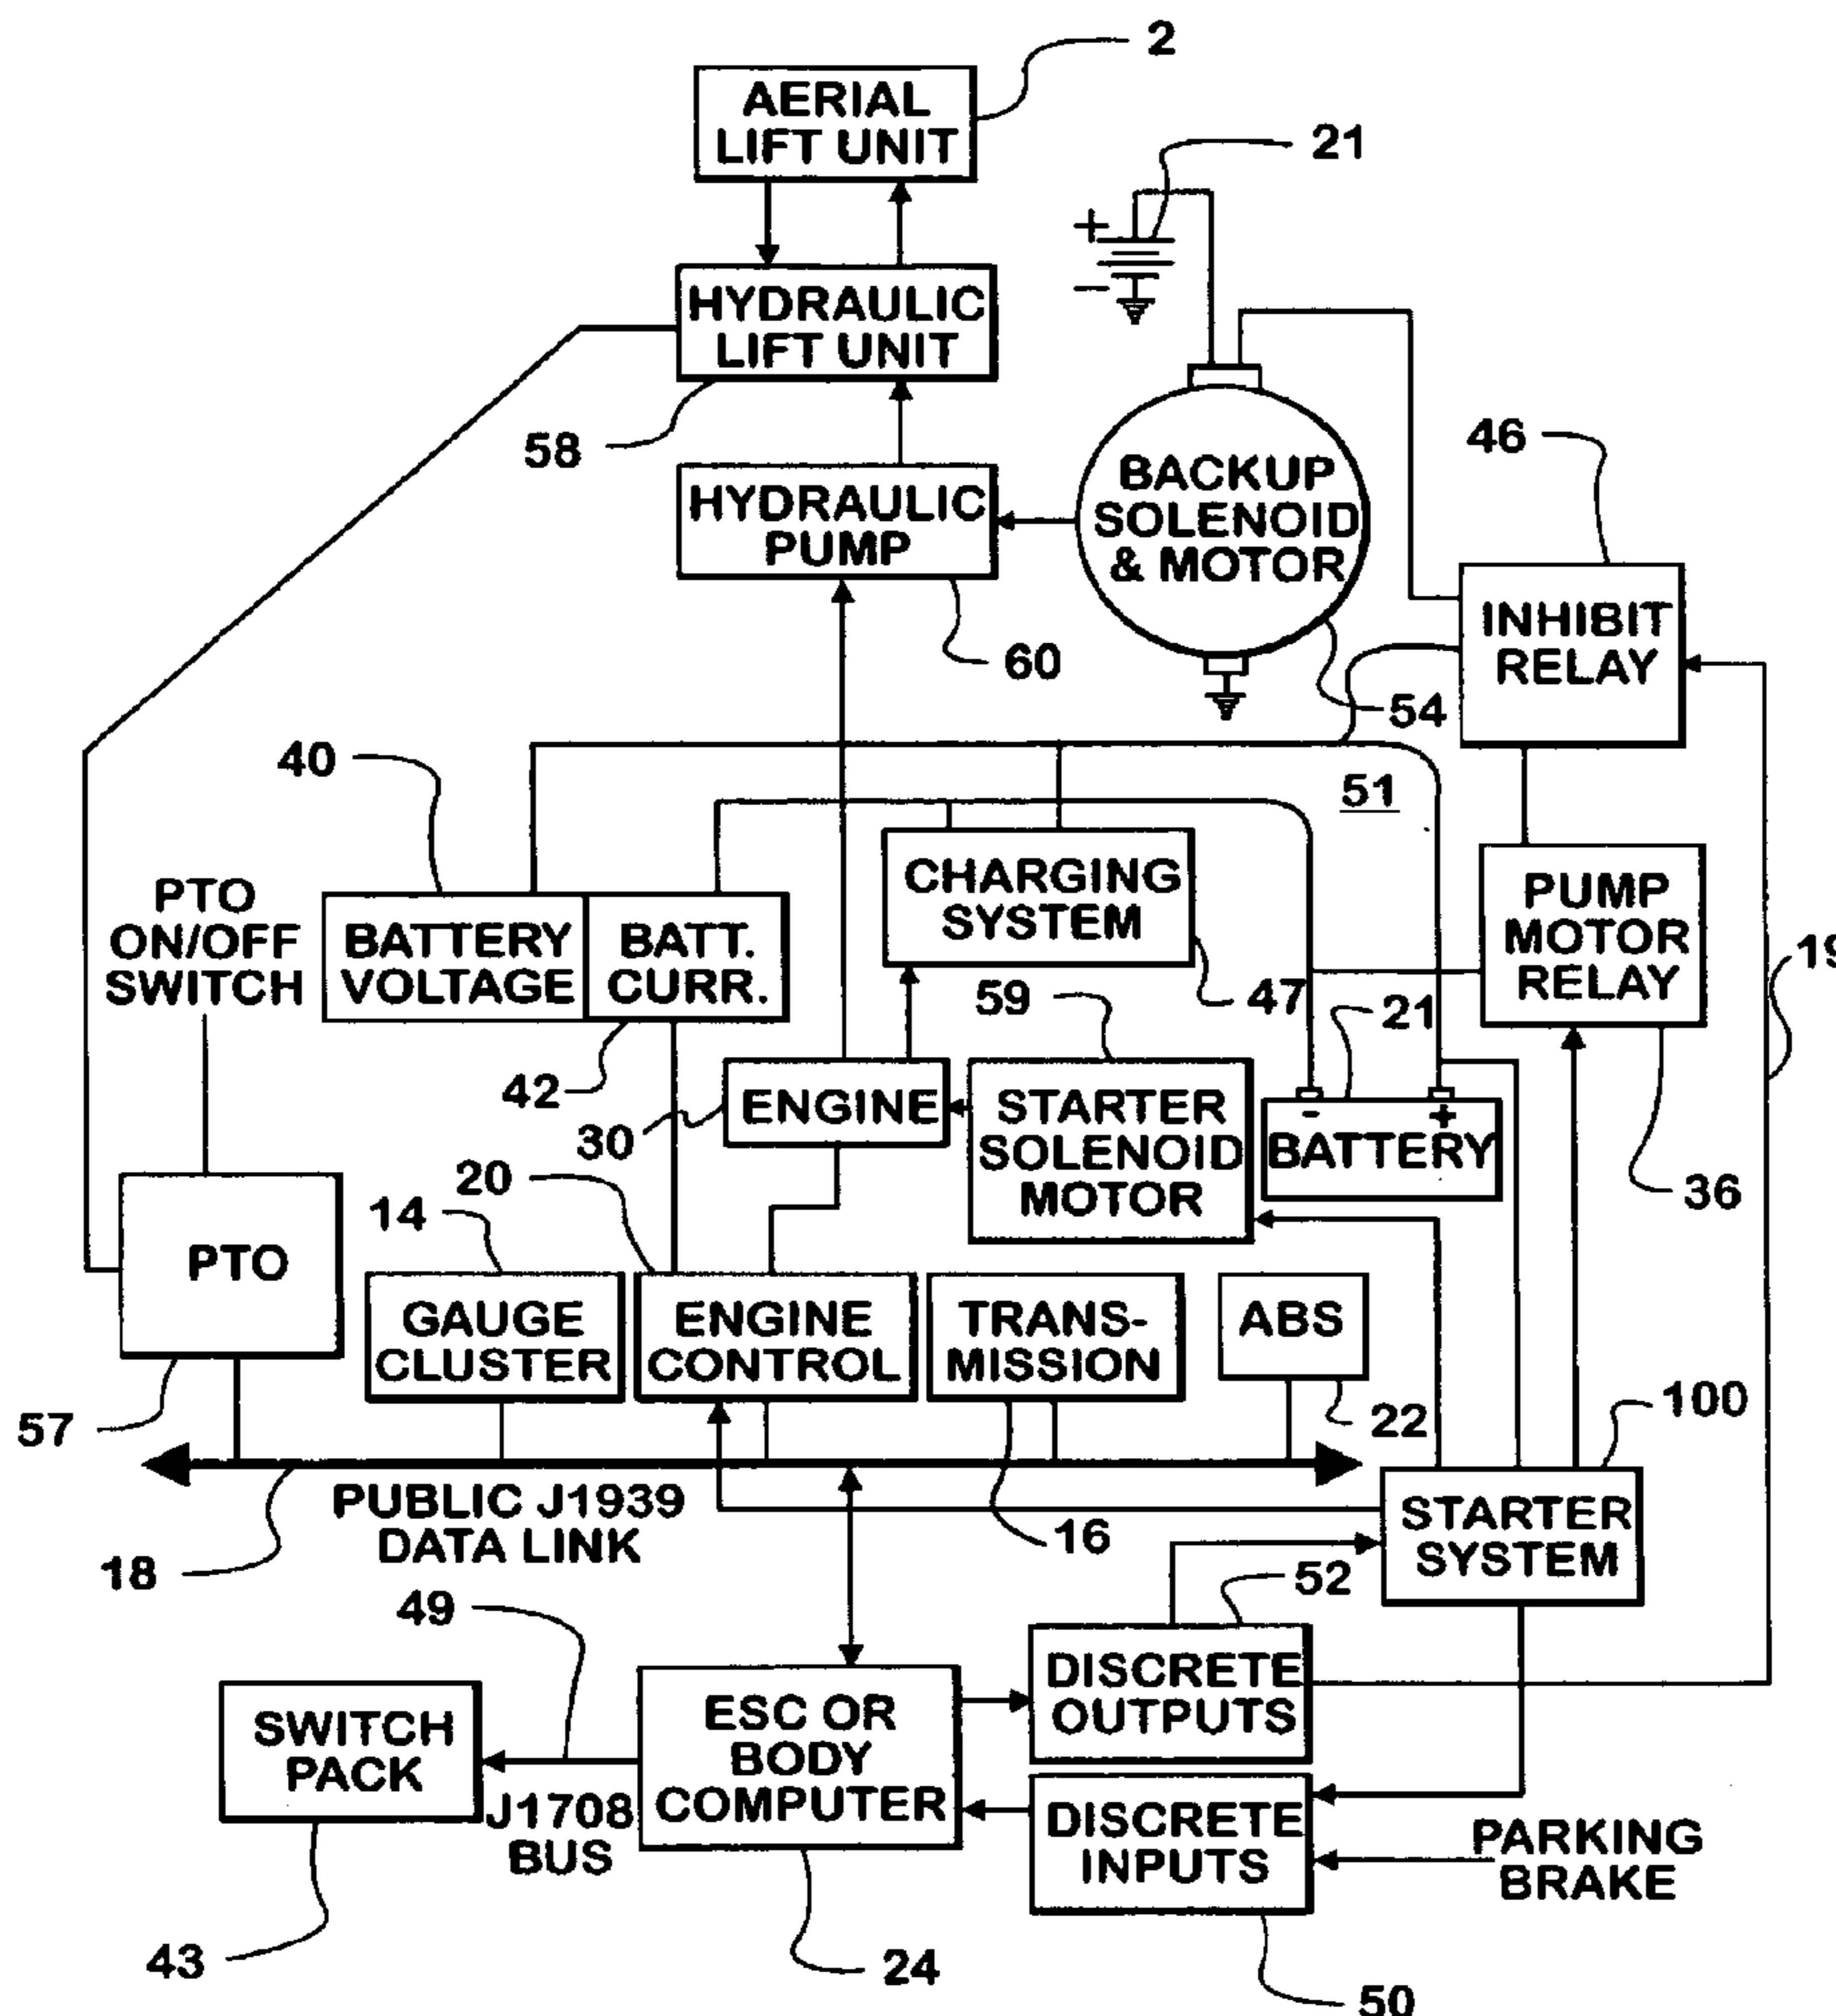 2
AERIAL
LIFT UNIT
21
+
-
HYDRAULIC
LIFT UNIT
58
HYDRAULIC
PUMP
60
BACKUP
SOLENOID
& MOTOR
54
46
INHIBIT
RELAY
40
51
CHARGING
SYSTEM
47
PUMP
MOTOR
RELAY
36
19
PTO
ON/OFF
SWITCH
BATTERY
VOLTAGE
BATT.
CURR.
42
59
21
ENGINE
30
STARTER
SOLENOID
MOTOR
- +
BATTERY
20
14
PTO
57
GAUGE
CLUSTER
ENGINE
CONTROL
TRANS-
MISSION
ABS
22
100
PUBLIC J1939
DATA LINK
18
16
STARTER
SYSTEM
49
52
SWITCH
PACK
43
J1708
BUS
ESC OR
BODY
COMPUTER
24
DISCRETE
OUTPUTS
DISCRETE
INPUTS
50
PARKING
BRAKE